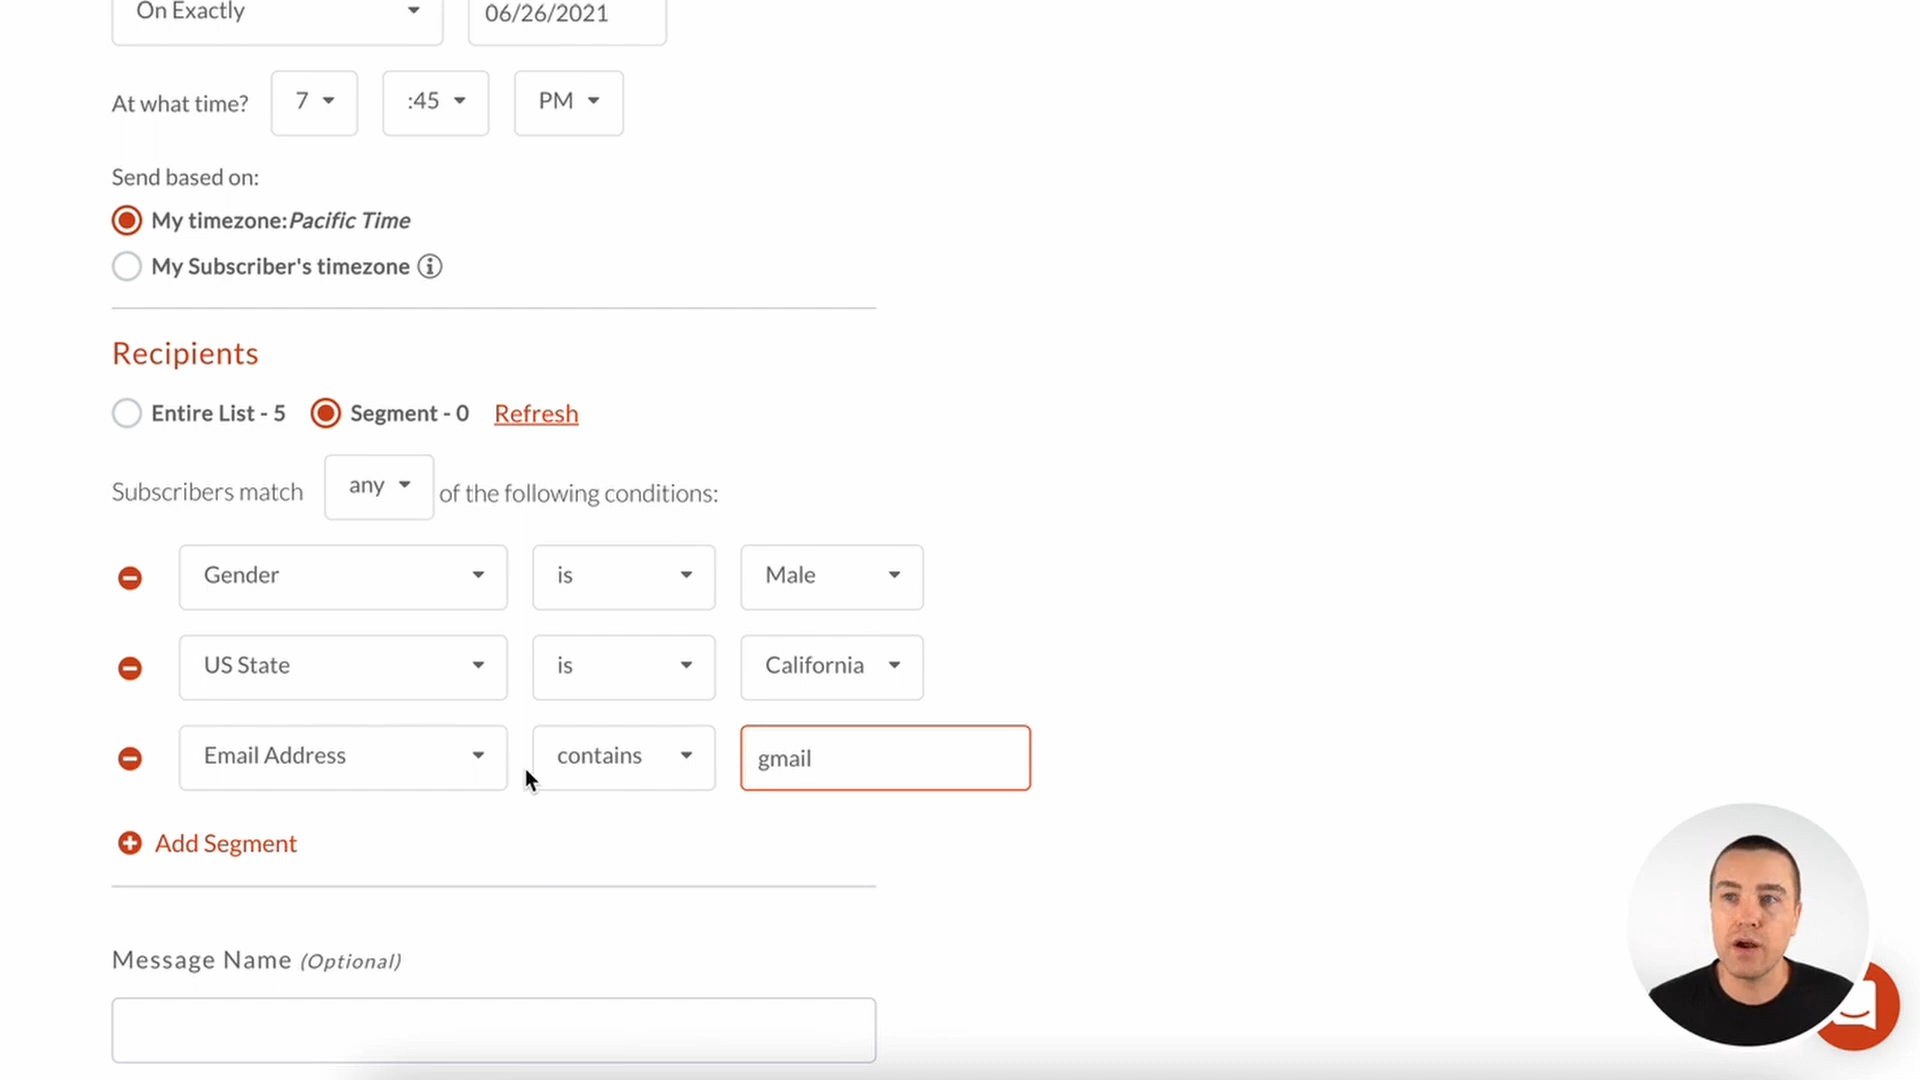 On Exactly 06/26/2021
At what time? 7 :45 PM
Send based on:
My timezone:Pacific Time
My Subscriber's timezone
Recipients
Entire List - 5 Segment - 0 Refresh
Subscribers match any of the following conditions:
Gender is Male
US State is California
Email Address contains gmail
Add Segment
Message Name (Optional)